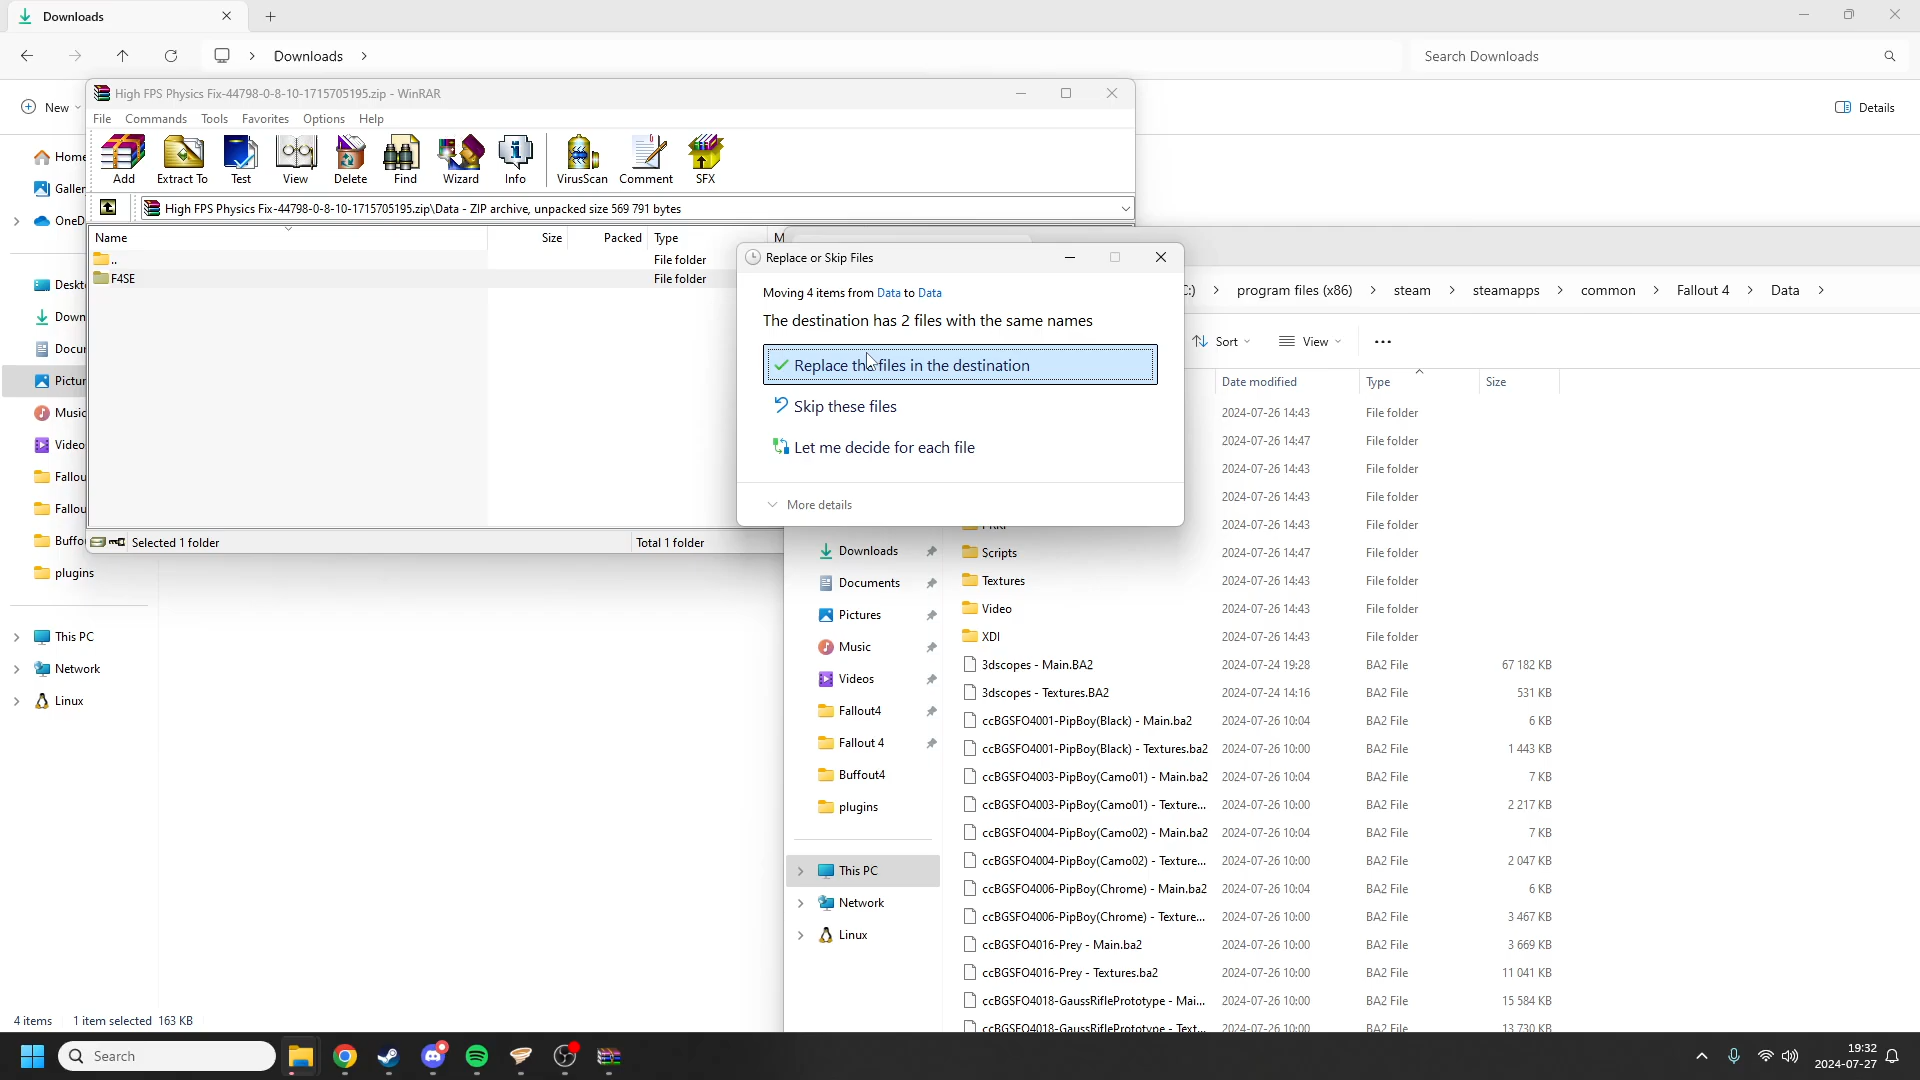 Downloads
Downloads
Search Downloads
New
Details
High FPS Physics Fix-44798-0-8-10-1715705195.zip - WinRAR
File Commands Tools Favorites Options Help
Add Extract To Test View Delete Find Wizard Info VirusScan Comment SFX
High FPS Physics Fix-44798-0-8-10-1715705195.zip\Data - ZIP archive, unpacked size 569 791 bytes
Name Size Packed Type M
.. File folder
F4SE File folder
Selected 1 folder Total 1 folder
Home
Galler
OneD
Deskt
Down
Docur
Pictur
Music
Video
Fallou
Fallou
Buffo
plugins
This PC
Network
Linux
4 items 1 item selected 163 KB
Replace or Skip Files
Moving 4 items from Data to Data
The destination has 2 files with the same names
Replace the files in the destination
Skip these files
Let me decide for each file
More details
C:) program files (x86) steam steamapps common Fallout 4 Data
Sort View
Date modified Type Size
2024-07-26 14:43 File folder
2024-07-26 14:47 File folder
2024-07-26 14:43 File folder
2024-07-26 14:43 File folder
2024-07-26 14:43 File folder
Scripts 2024-07-26 14:47 File folder
Textures 2024-07-26 14:43 File folder
Video 2024-07-26 14:43 File folder
XDI 2024-07-26 14:43 File folder
3dscopes - Main.BA2 2024-07-24 19:28 BA2 File 67 182 KB
3dscopes - Textures.BA2 2024-07-24 14:16 BA2 File 531 KB
ccBGSFO4001-PipBoy(Black) - Main.ba2 2024-07-26 10:04 BA2 File 6 KB
ccBGSFO4001-PipBoy(Black) - Textures.ba2 2024-07-26 10:00 BA2 File 1 443 KB
ccBGSFO4003-PipBoy(Camo01) - Main.ba2 2024-07-26 10:04 BA2 File 7 KB
ccBGSFO4003-PipBoy(Camo01) - Texture... 2024-07-26 10:00 BA2 File 2 217 KB
ccBGSFO4004-PipBoy(Camo02) - Main.ba2 2024-07-26 10:04 BA2 File 7 KB
ccBGSFO4004-PipBoy(Camo02) - Texture... 2024-07-26 10:00 BA2 File 2 047 KB
ccBGSFO4006-PipBoy(Chrome) - Main.ba2 2024-07-26 10:04 BA2 File 6 KB
ccBGSFO4006-PipBoy(Chrome) - Texture... 2024-07-26 10:00 BA2 File 3 467 KB
ccBGSFO4016-Prey - Main.ba2 2024-07-26 10:00 BA2 File 3 669 KB
ccBGSFO4016-Prey - Textures.ba2 2024-07-26 10:00 BA2 File 11 041 KB
ccBGSFO4018-GaussRiflePrototype - Mai... 2024-07-26 10:00 BA2 File 15 584 KB
ccBGSFO4018-GaussRiflePrototype - Text... 2024-07-26 10:00 BA2 File 13 730 KB
Downloads
Documents
Pictures
Music
Videos
Fallout4
Fallout 4
Buffout4
plugins
This PC
Network
Linux
Search
19:32
2024-07-27